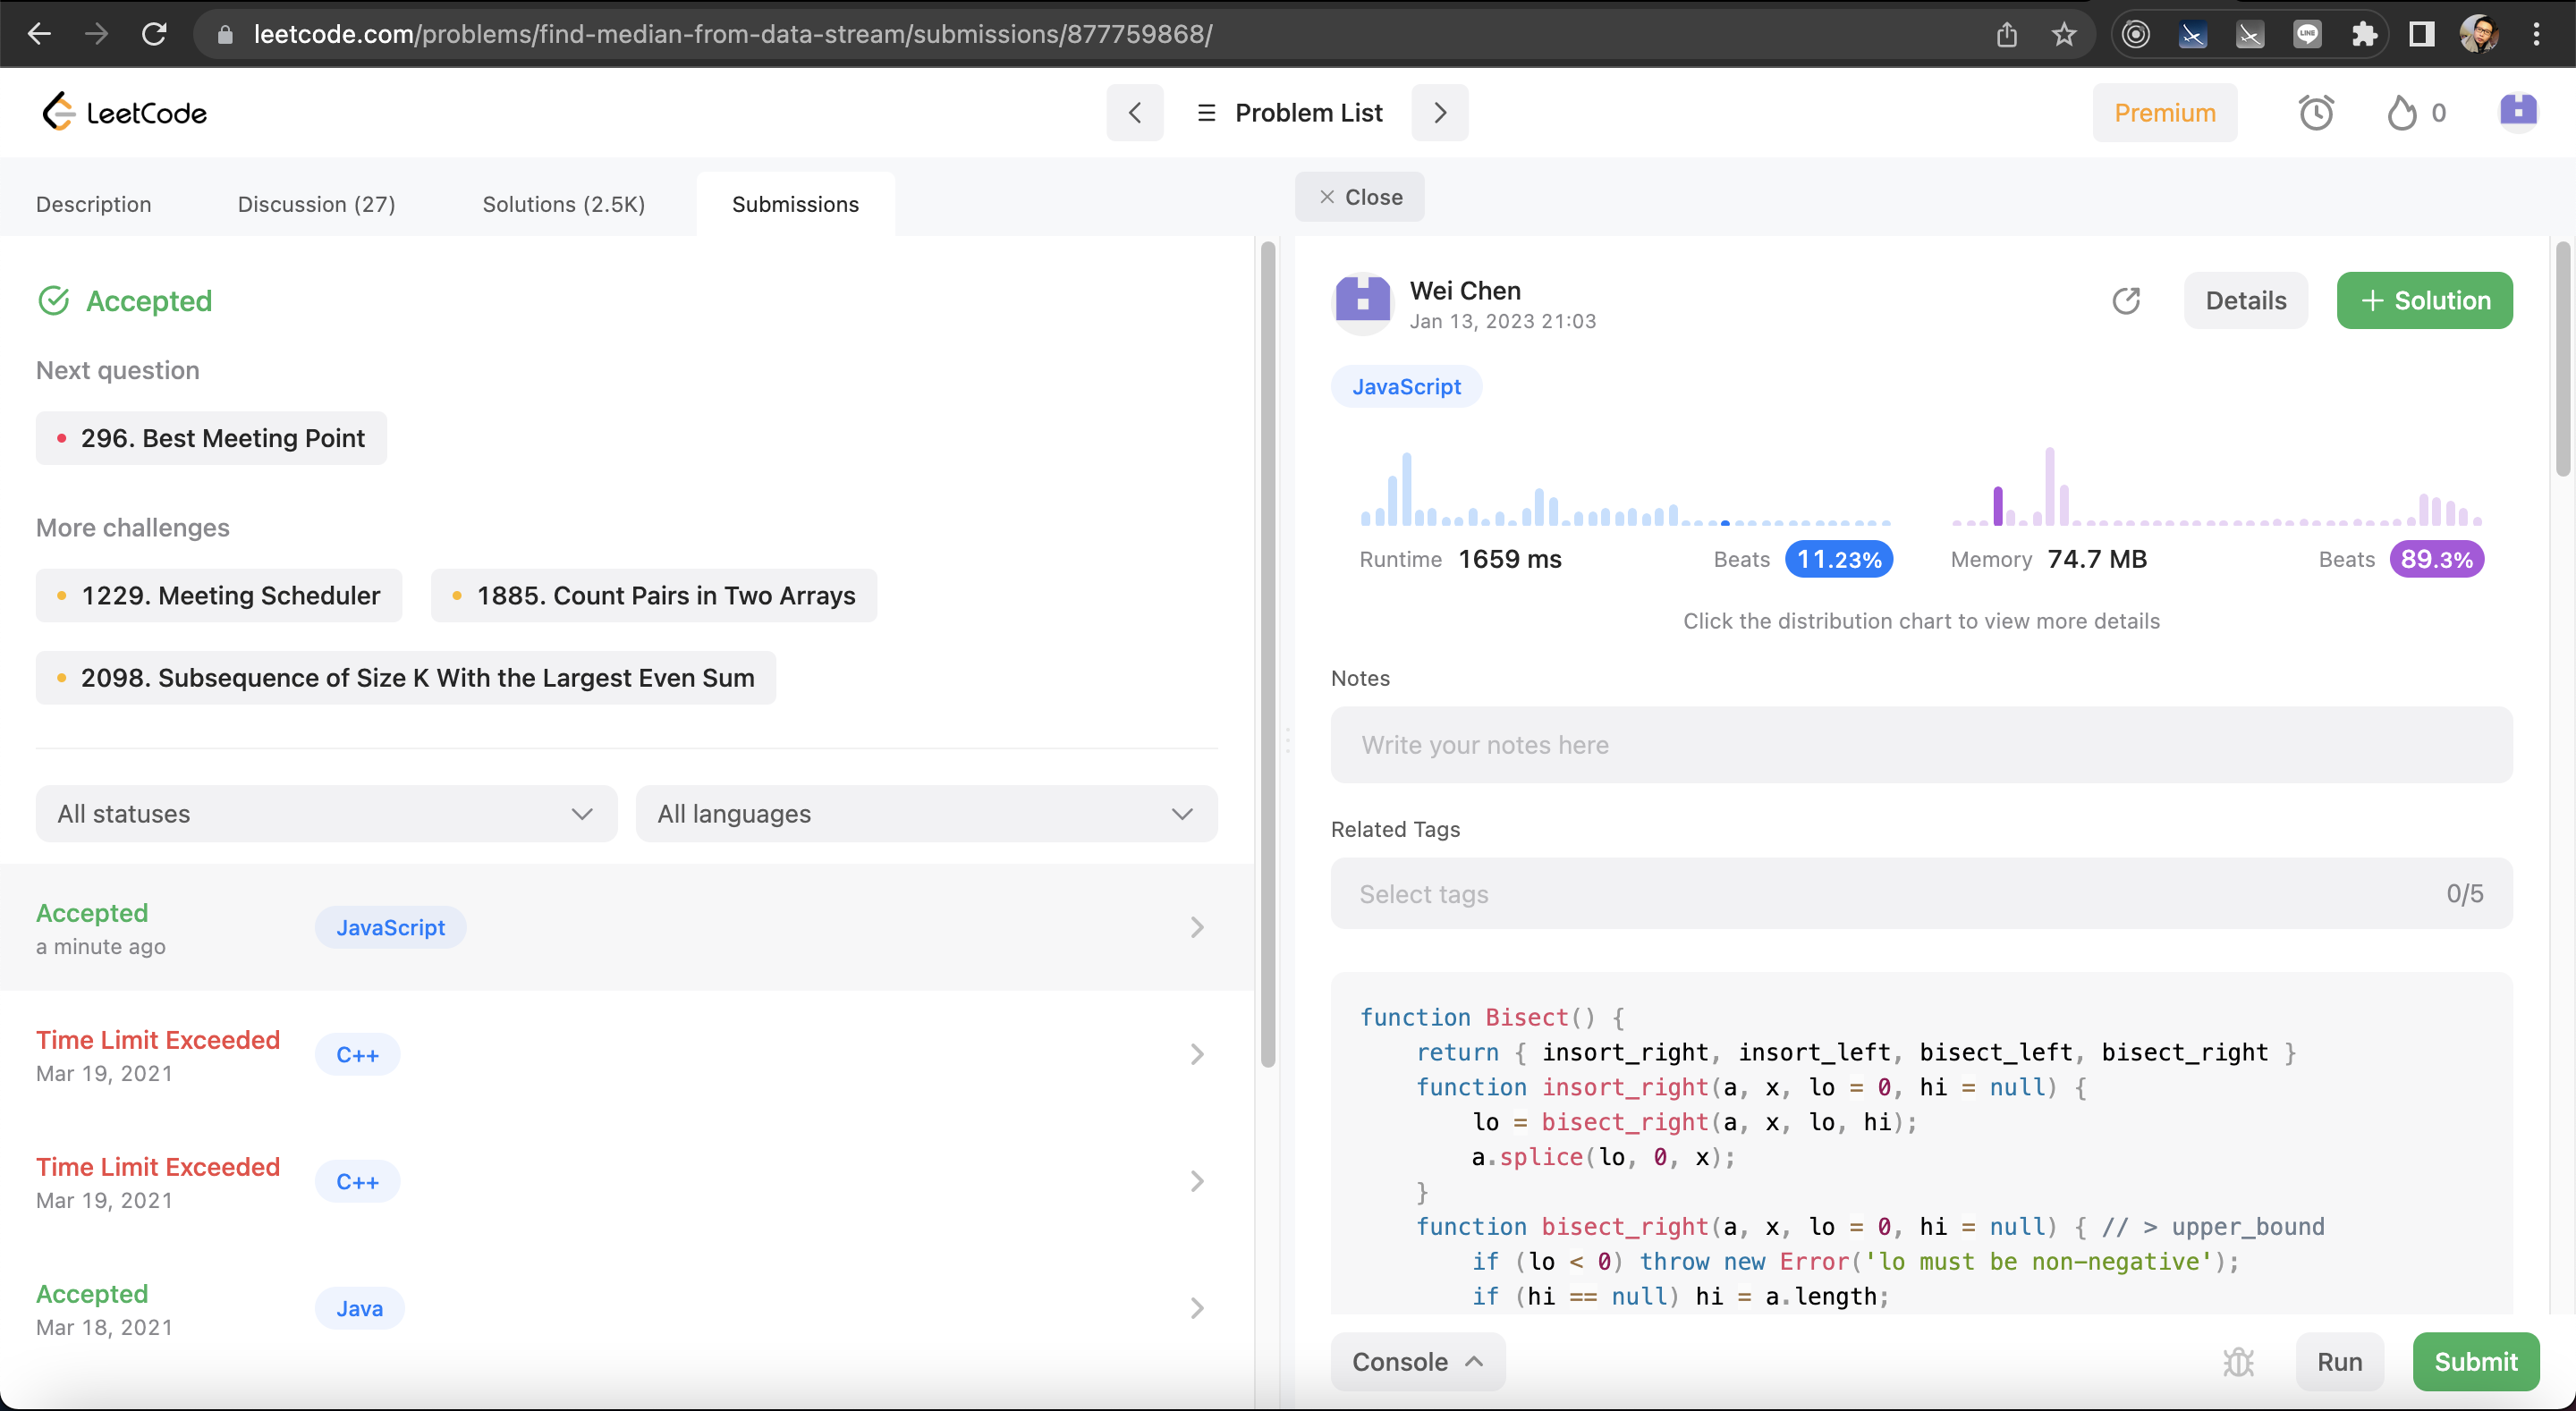 leetcode.com/problems/find-median-from-data-stream/submissions/877759868/
LeetCode
Problem List
Premium
0
Description
Discussion (27)
Solutions (2.5K)
Submissions
Close
Accepted
Next question
296. Best Meeting Point
More challenges
1229. Meeting Scheduler
1885. Count Pairs in Two Arrays
2098. Subsequence of Size K With the Largest Even Sum
All statuses
All languages
Accepted
a minute ago
JavaScript
Time Limit Exceeded
Mar 19, 2021
C++
Time Limit Exceeded
Mar 19, 2021
C++
Accepted
Mar 18, 2021
Java
Wei Chen
Jan 13, 2023 21:03
Details
+ Solution
JavaScript
Runtime 1659 ms
Beats 11.23%
Memory 74.7 MB
Beats 89.3%
Click the distribution chart to view more details
Notes
Write your notes here
Related Tags
Select tags
0/5
function Bisect() {
    return { insort_right, insort_left, bisect_left, bisect_right }
    function insort_right(a, x, lo = 0, hi = null) {
        lo = bisect_right(a, x, lo, hi);
        a.splice(lo, 0, x);
    }
    function bisect_right(a, x, lo = 0, hi = null) { // > upper_bound
        if (lo < 0) throw new Error('lo must be non-negative');
        if (hi == null) hi = a.length;
Console
Run
Submit
LINE